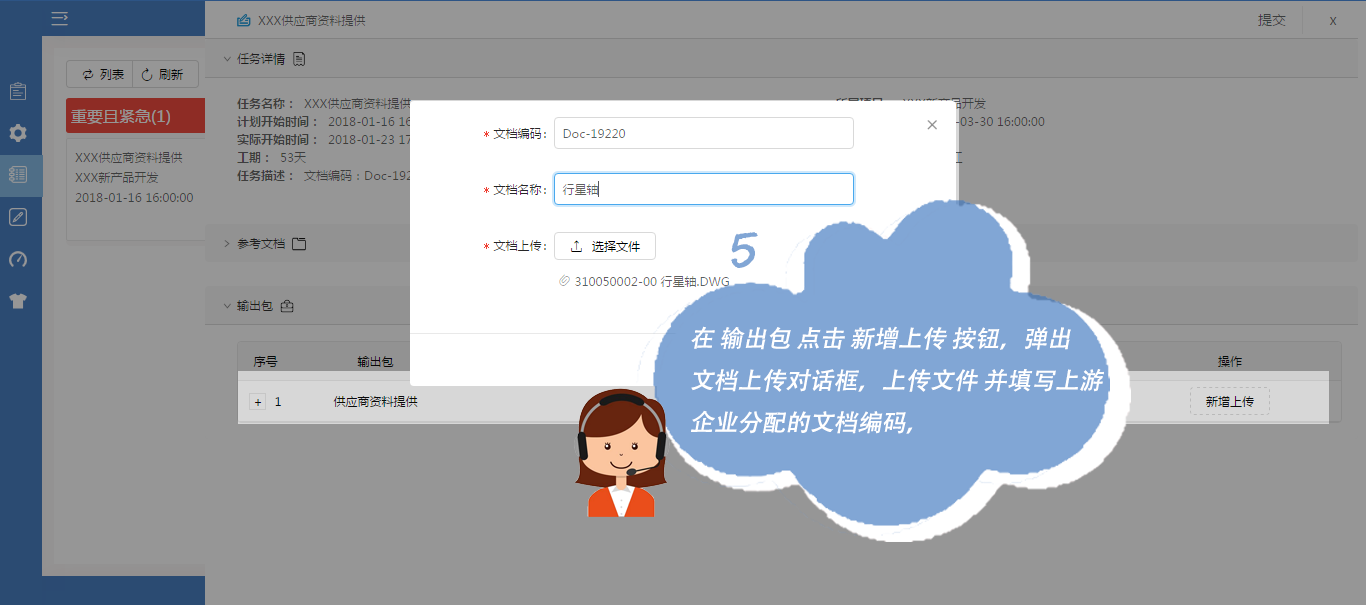 XXX供应商资料提供
提交
x
任务详情
列表
刷新
重要且紧急(1)
XXX供应商资料提供
XXX新产品开发
2018-01-16 16:00:00
任务名称： XXX供应商资料提供
计划开始时间： 2018-01-16 16
-03-30 16:00:00
实际开始时间： 2018-01-23 17
工期： 53天
任务描述： 文档编码：Doc-192
参考文档
输出包
* 文档编码: Doc-19220
* 文档名称: 行星轴
* 文档上传: 选择文件
310050002-00 行星轴.DWG
5
在 输出包 点击 新增上传 按钮，弹出
文档上传对话框，上传文件 并填写上游
企业分配的文档编码，
序号 输出包 操作
+ 1 供应商资料提供 新增上传